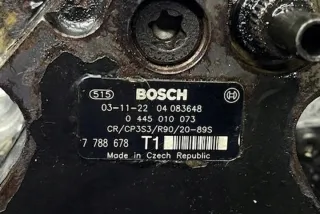 515 BOSCH
03-11-22 04 083648
0 445 010 073
CR/CP3S3/R90/20-89S
7 788 678 T1
Made in Czech Republic